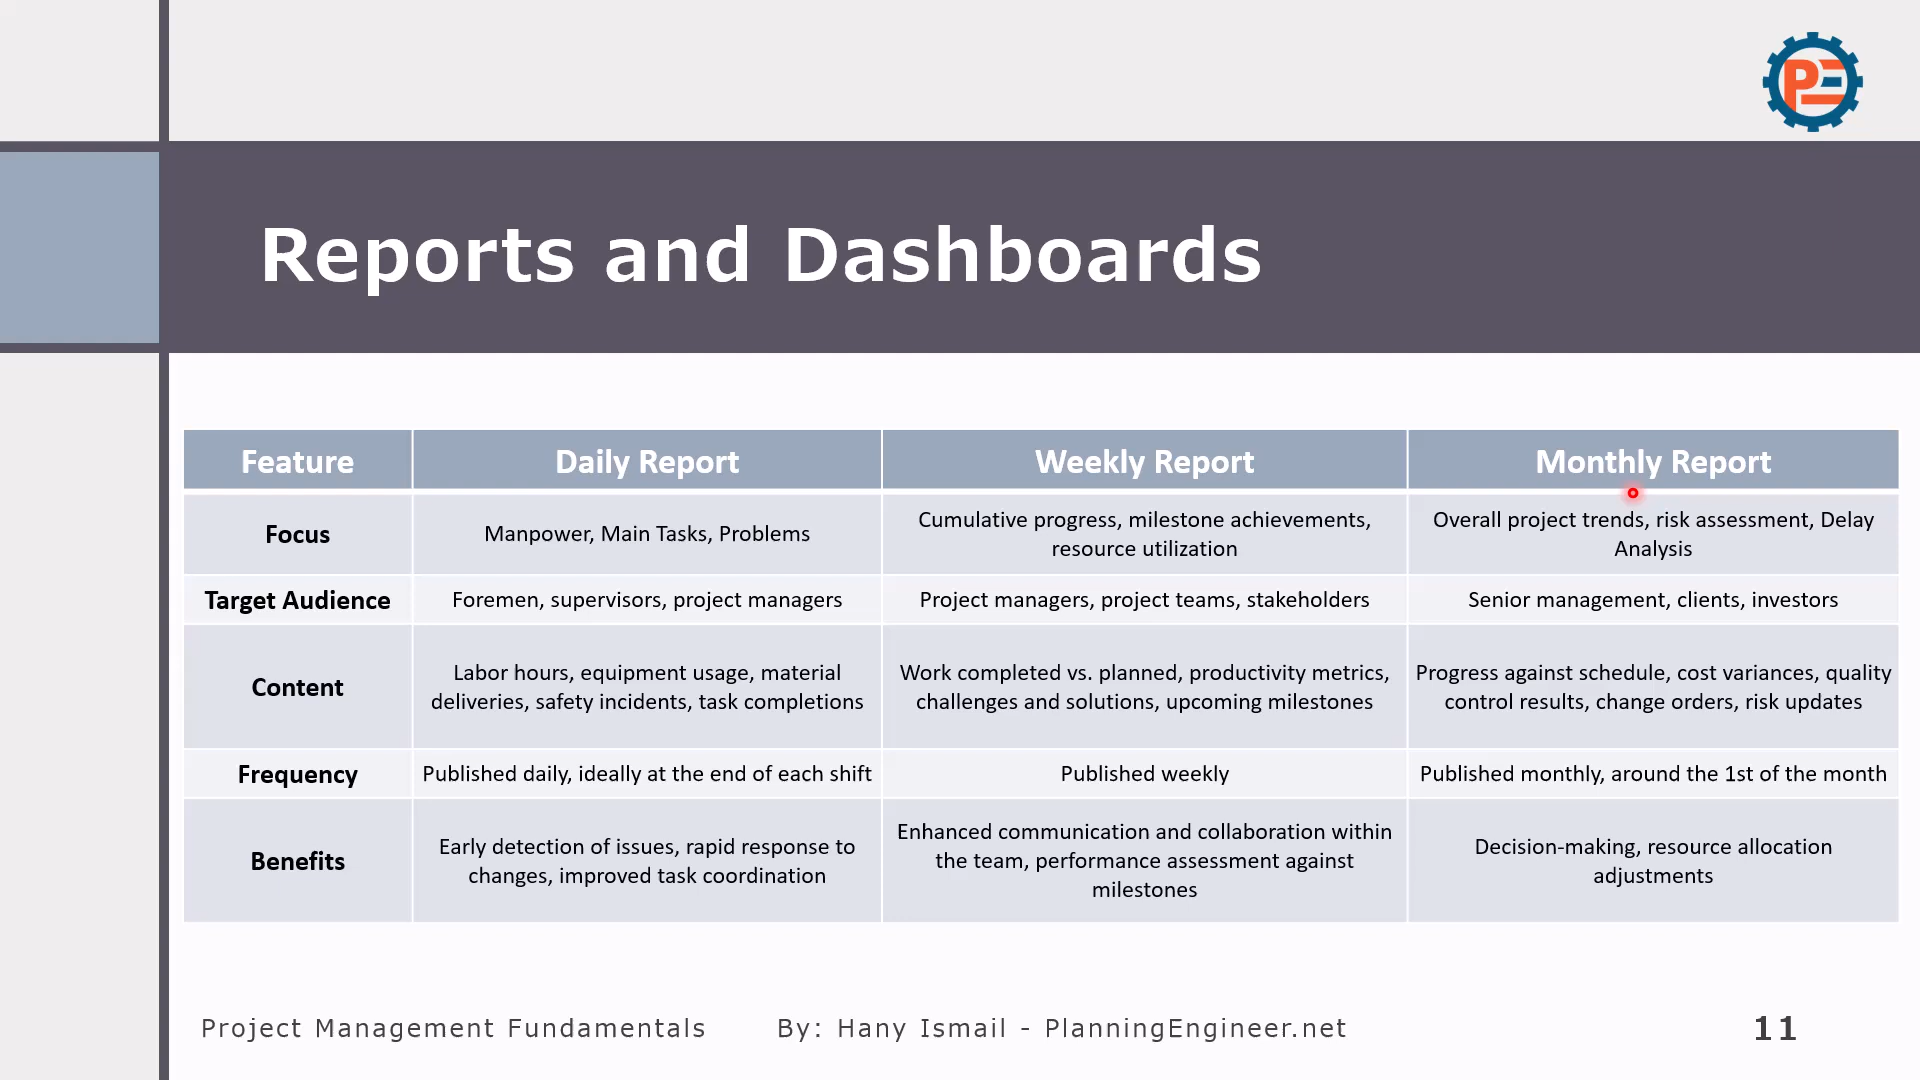 PE
Reports and Dashboards
Feature
Daily Report
Weekly Report
Monthly Report
Focus
Manpower, Main Tasks, Problems
Cumulative progress, milestone achievements,
resource utilization
Overall project trends, risk assessment, Delay
Analysis
Target Audience
Foremen, supervisors, project managers
Project managers, project teams, stakeholders
Senior management, clients, investors
Content
Labor hours, equipment usage, material
deliveries, safety incidents, task completions
Work completed vs. planned, productivity metrics,
challenges and solutions, upcoming milestones
Progress against schedule, cost variances, quality
control results, change orders, risk updates
Frequency
Published daily, ideally at the end of each shift
Published weekly
Published monthly, around the 1st of the month
Benefits
Early detection of issues, rapid response to
changes, improved task coordination
Enhanced communication and collaboration within
the team, performance assessment against
milestones
Decision-making, resource allocation
adjustments
Project Management Fundamentals
By: Hany Ismail - PlanningEngineer.net
11